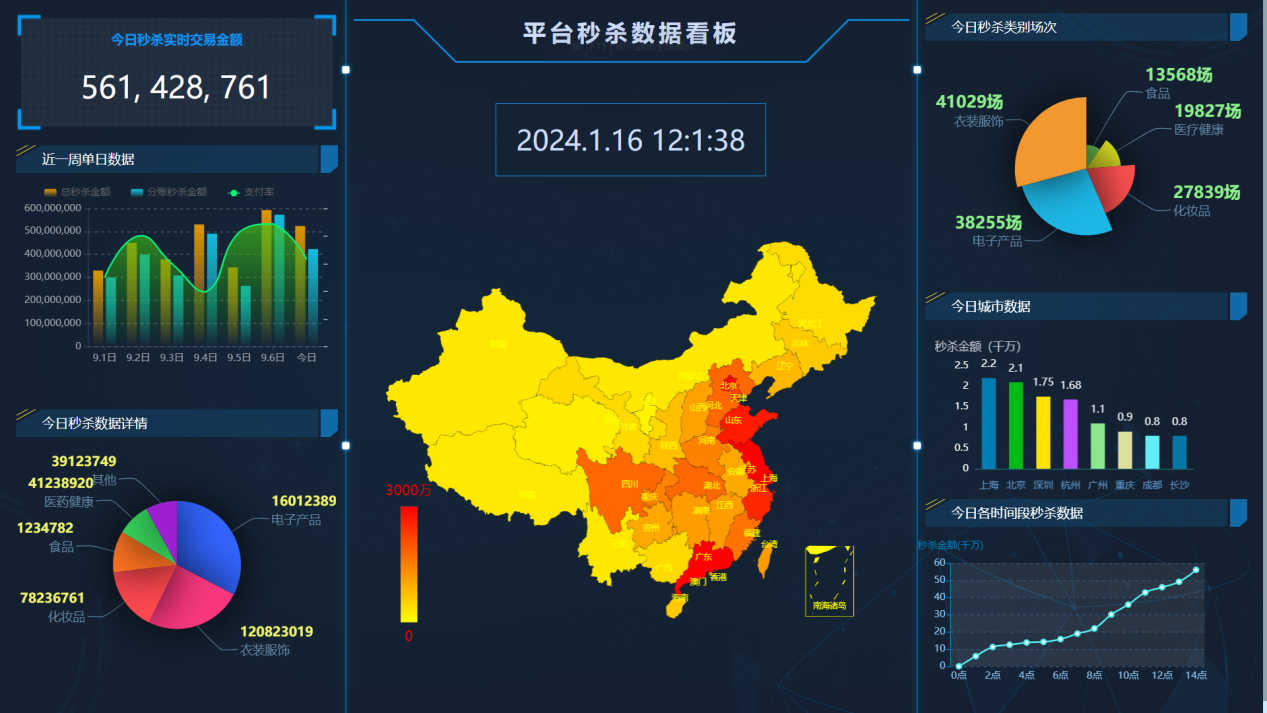 今日秒杀实时交易金额
561, 428, 761
近一周单日数据
总秒杀金额 分账秒杀金额 支付率
600,000,000
500,000,000
400,000,000
300,000,000
200,000,000
100,000,000
0
9.1日 9.2日 9.3日 9.4日 9.5日 9.6日 今日
今日秒杀数据详情
39123749
其他
41238920
医药健康
1234782
食品
78236761
化妆品
16012389
电子产品
120823019
衣装服饰
平台秒杀数据看板
2024.1.16 12:1:38
黑龙江
吉林
辽宁
新疆
内蒙古
北京
天津
山西
河北
山东
河南
陕西
四川
重庆
湖北
安徽
江苏
上海
浙江
湖南
江西
贵州
福建
台湾
广东
广西
香港
澳门
海南
西藏
云南
南海诸岛
3000万
0
今日秒杀类别场次
13568场
食品
19827场
医疗健康
27839场
化妆品
38255场
电子产品
41029场
衣装服饰
今日城市数据
秒杀金额（千万）
2.5
2
1.5
1
0.5
0
2.2 2.1 1.75 1.68 1.1 0.9 0.8 0.8
上海 北京 深圳 杭州 广州 重庆 成都 长沙
今日各时间段秒杀数据
秒杀金额(千万)
60
50
40
30
20
10
0
0点 2点 4点 6点 8点 10点 12点 14点